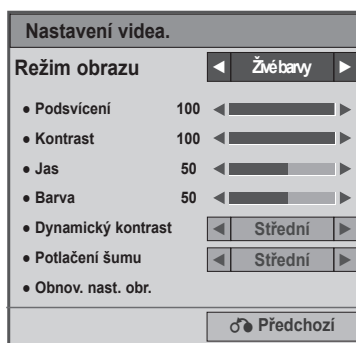 Nastavení videa.
Režim obrazu ◀ Živé barvy ▶
● Podsvícení 100
● Kontrast 100
● Jas 50
● Barva 50
● Dynamický kontrast ◀ Střední ▶
● Potlačení šumu ◀ Střední ▶
● Obnov. nast. obr.
Předchozí